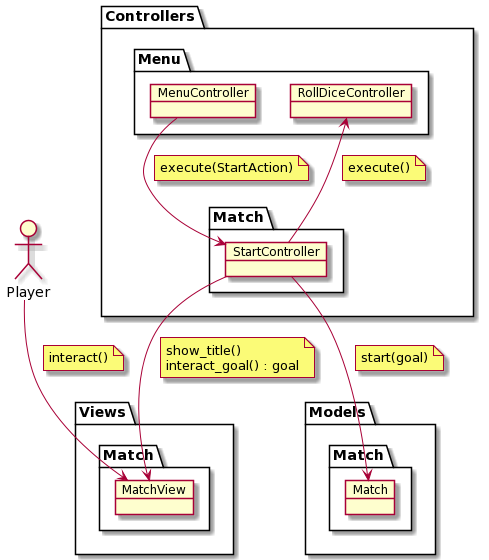 Controllers
Menu
MenuController
RollDiceController
execute(StartAction)
execute()
Match
StartController
Player
interact()
show_title()
interact_goal() : goal
start(goal)
Views
Models
Match
Match
MatchView
Match